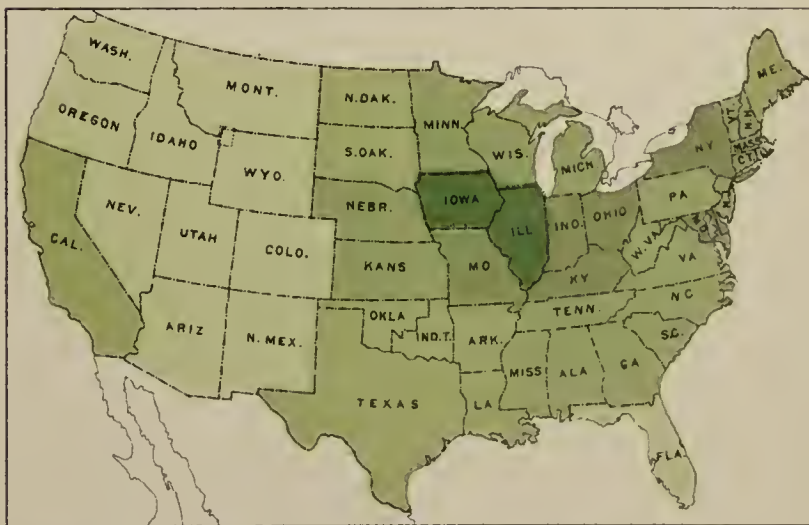 WASH.
MONT.
N.DAK.
MINN.
ME.
OREGON
IDAHO
S.DAK.
WIS.
MICH
VT.
N.H.
MASS
CT.
NY
WYO.
IOWA
NEBR.
ILL
IND.
OHIO
PA
N.J.
NEV.
UTAH
COLO.
CAL.
KANS
MO
KY
W.VA
VA
ARIZ
N.MEX.
OKLA
IND.T.
ARK.
TENN.
N C
S.C.
TEXAS
LA
MISS
ALA
GA
FLA.